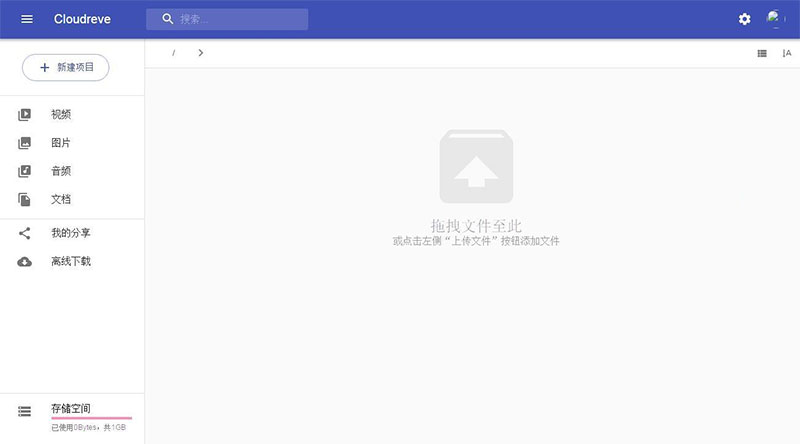 Cloudreve
搜索...
新建项目
/
视频
图片
音频
文档
我的分享
离线下载
拖拽文件至此
或点击左侧“上传文件”按钮添加文件
存储空间
已使用0Bytes，共1GB